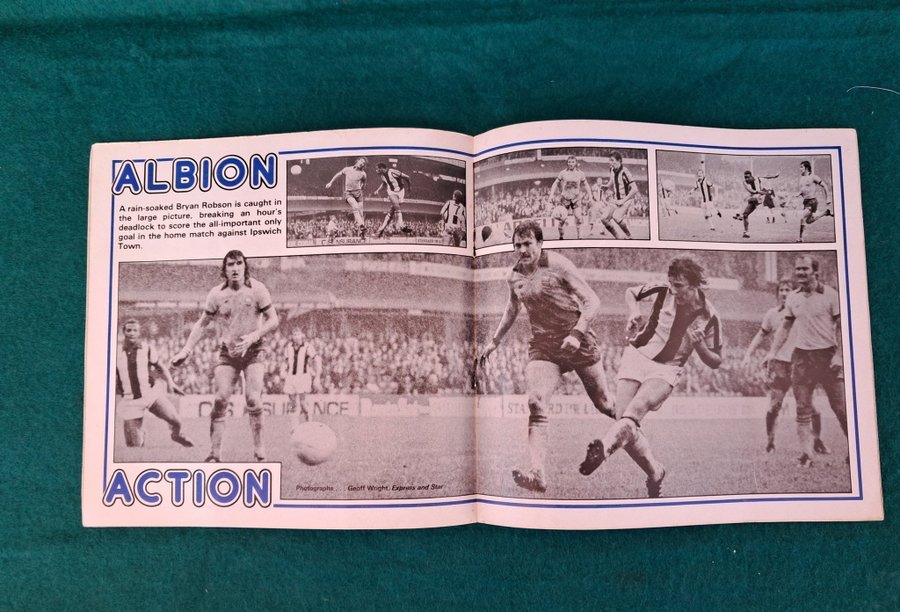 ALBION
A rain-soaked Bryan Robson is caught in
the large picture, breaking an hour's
deadlock to score the all-important only
goal in the home match against Ipswich
Town.
ACTION
Photographs . . . Geoff Wright, Express and Star